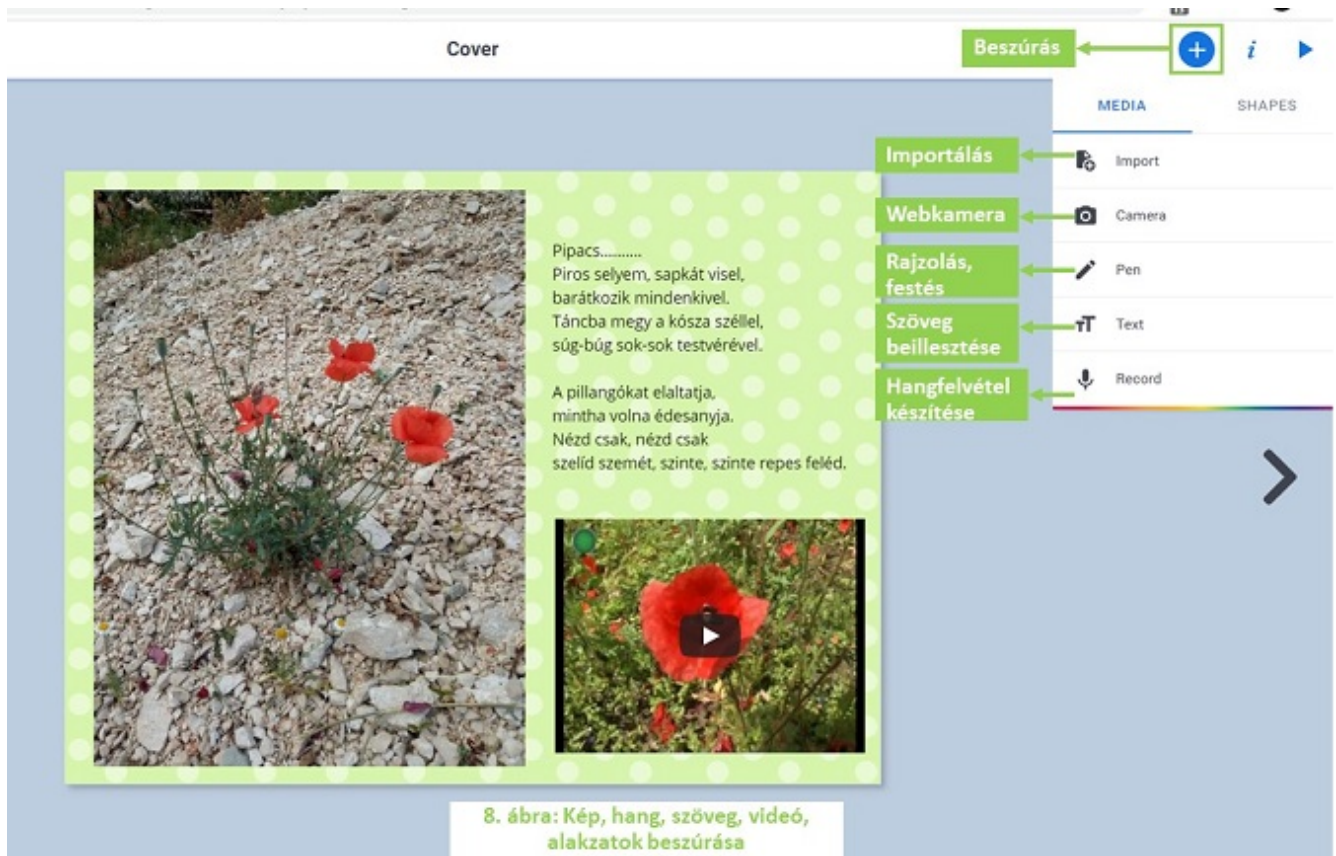 Cover
Beszúrás
i
MEDIA
SHAPES
Importálás
Import
Webkamera
Camera
Rajzolás,
festés
Pen
Szöveg
beillesztése
TT Text
Hangfelvétel
készítése
Record
Pipacs..........
Piros selyem, sapkát visel,
barátkozik mindenkivel.
Táncba megy a kósza széllel,
súg-búg sok-sok testvérével.
A pillangókat elaltatja,
mintha volna édesanyja.
Nézd csak, nézd csak
szelíd szemét, szinte, szinte repes feléd.
8. ábra: Kép, hang, szöveg, videó,
alakzatok beszúrása